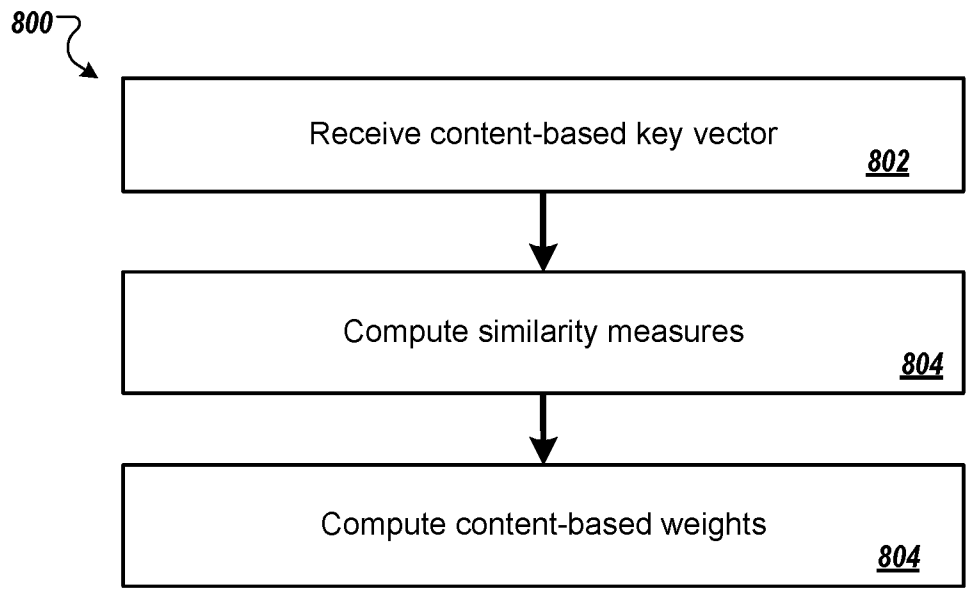 800
Receive content-based key vector
802
Compute similarity measures
804
Compute content-based weights
804